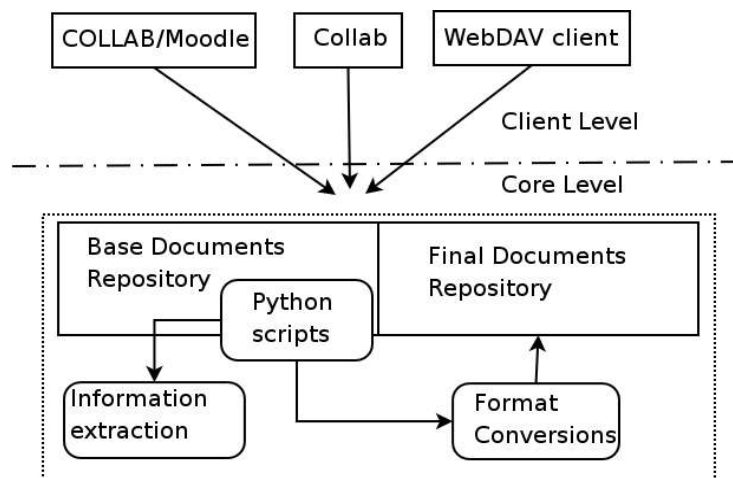 COLLAB/Moodle
Collab
WebDAV client
Client Level
Core Level
Base Documents
Repository
Final Documents
Repository
Python
scripts
Information
extraction
Format
Conversions